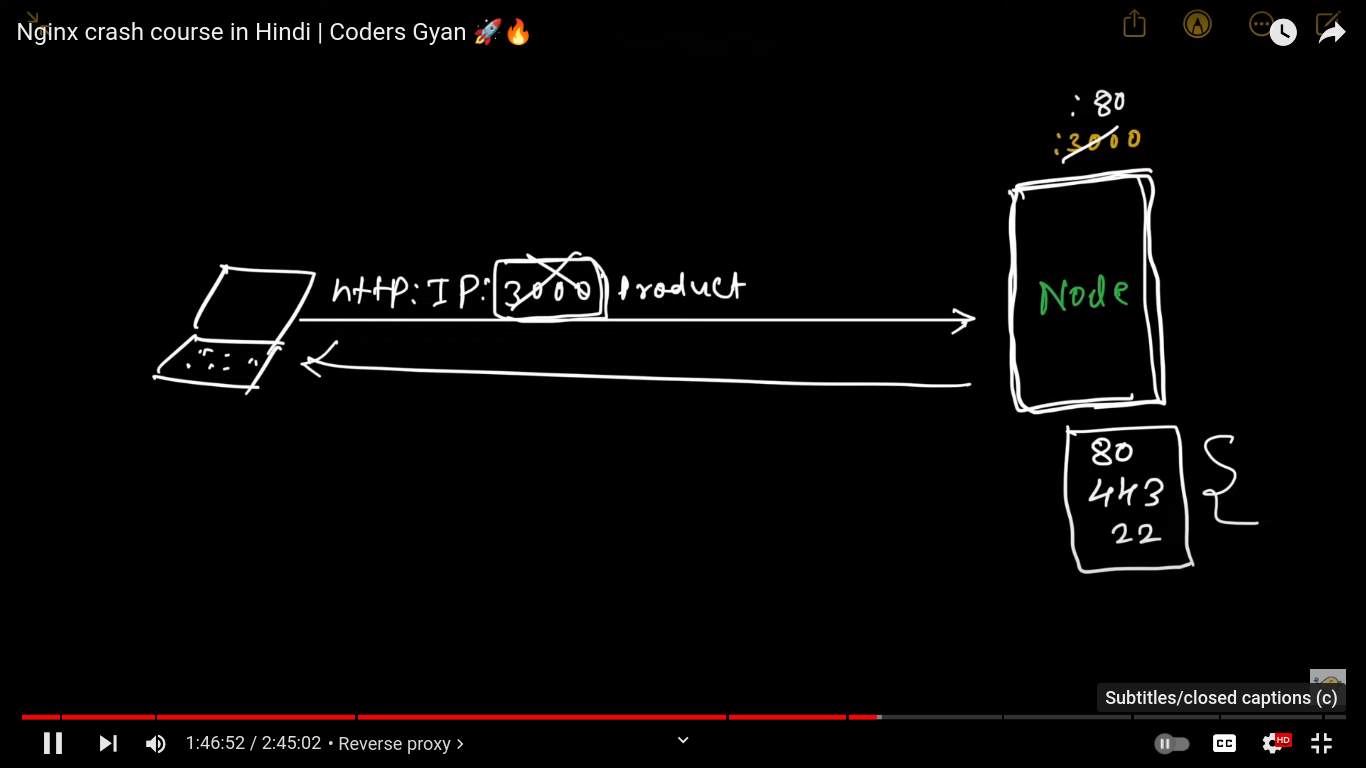 Nginx crash course in Hindi | Coders Gyan 🚀🔥
: 80
:3000
http:IP:3000 Product
Node
80
443
22
Subtitles/closed captions (c)
1:46:52 / 2:45:02 • Reverse proxy >
CC
HD